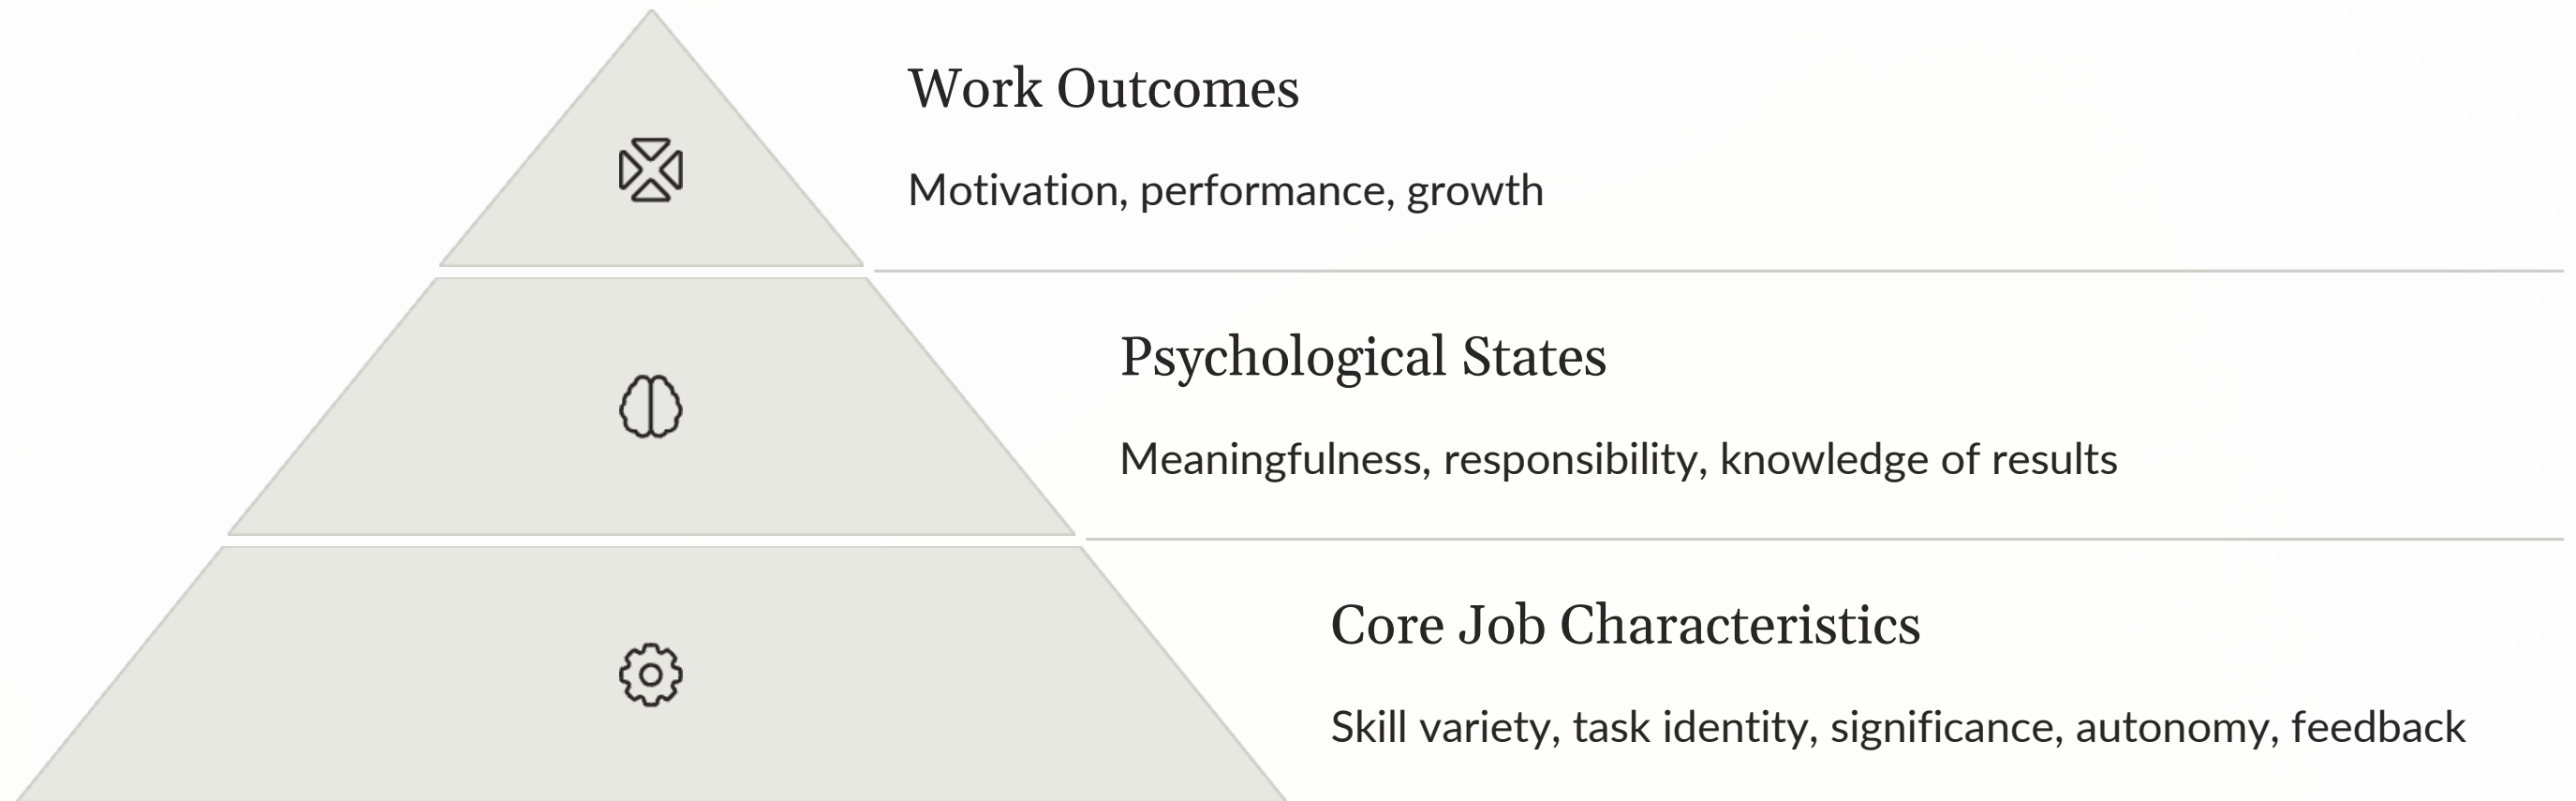 Work Outcomes
Motivation, performance, growth
Psychological States
Meaningfulness, responsibility, knowledge of results
Core Job Characteristics
Skill variety, task identity, significance, autonomy, feedback